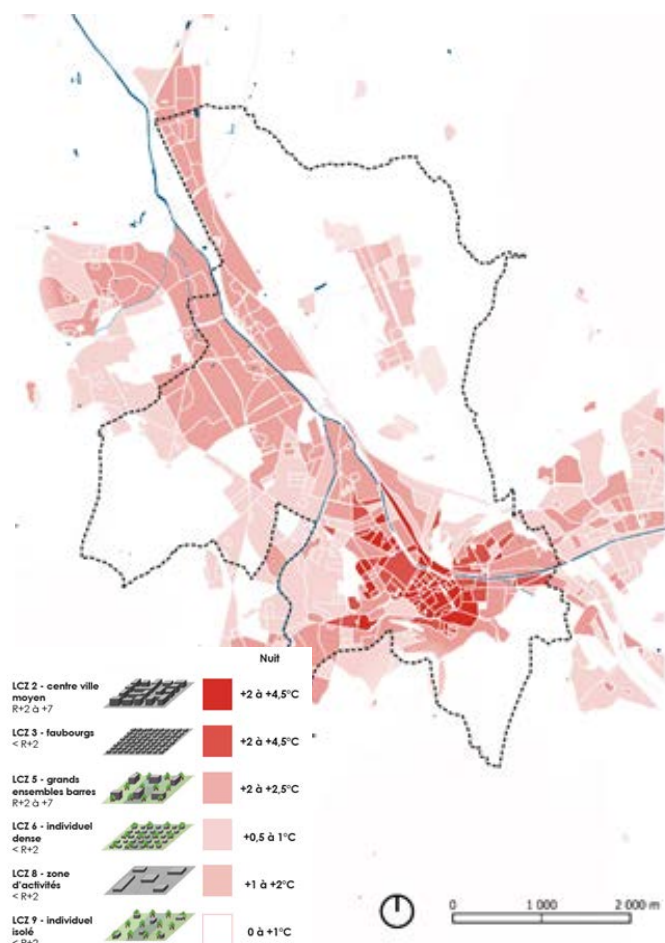 Nuit
LCZ 2 - centre ville
moyen
R+2 à +7
+2 à +4,5°C
LCZ 3 - faubourgs
< R+2
+2 à +4,5°C
LCZ 5 - grands
ensembles barres
R+2 à +7
+2 à +2,5°C
LCZ 6 - individuel
dense
< R+2
+0,5 à 1°C
LCZ 8 - zone
d'activités
< R+2
+1 à +2°C
LCZ 9 - individuel
isolé
< R+2
0 à +1°C
0 1 000 2 000 m